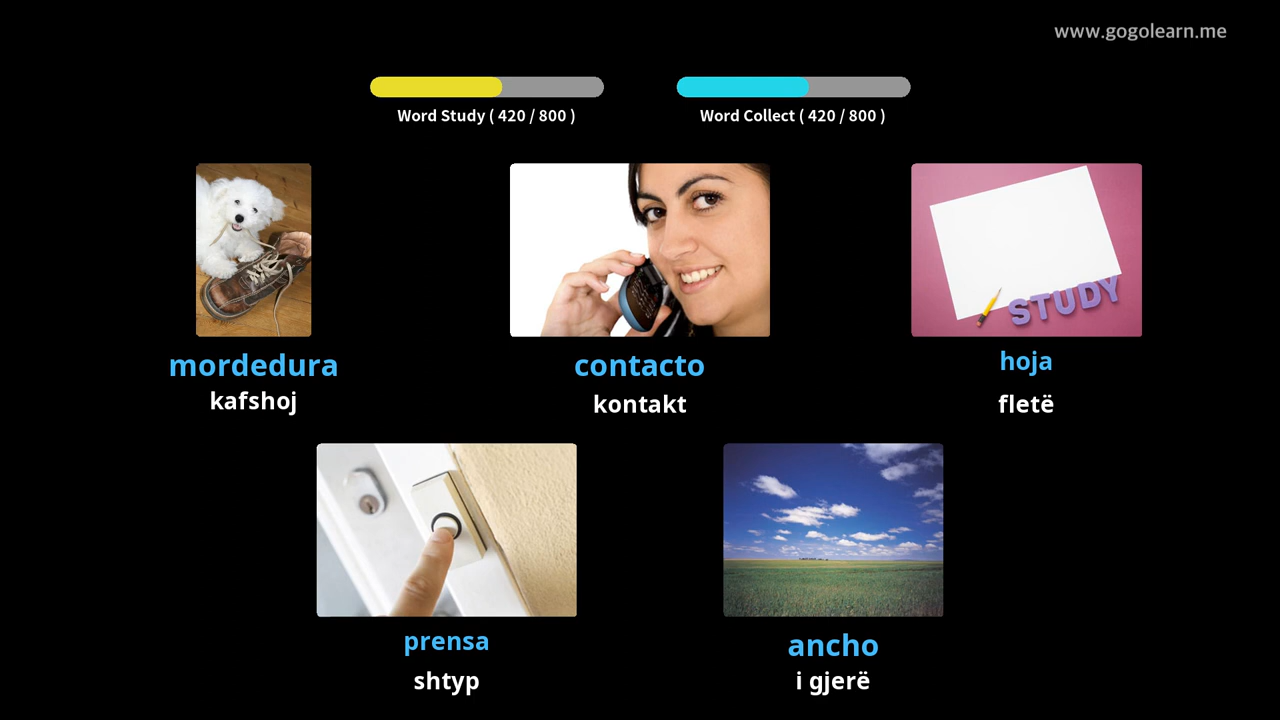 www.gogolearn.me
Word Study ( 420 / 800 )
Word Collect ( 420 / 800 )
mordedura
kafshoj
contacto
kontakt
STUDY
hoja
fletë
prensa
shtyp
ancho
i gjerë